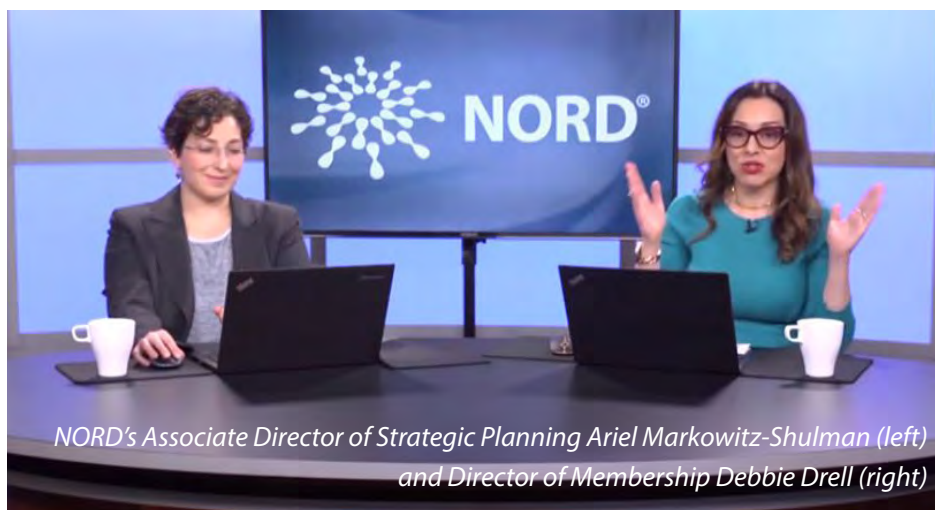 NORD®
NORD's Associate Director of Strategic Planning Ariel Markowitz-Shulman (left)
and Director of Membership Debbie Drell (right)